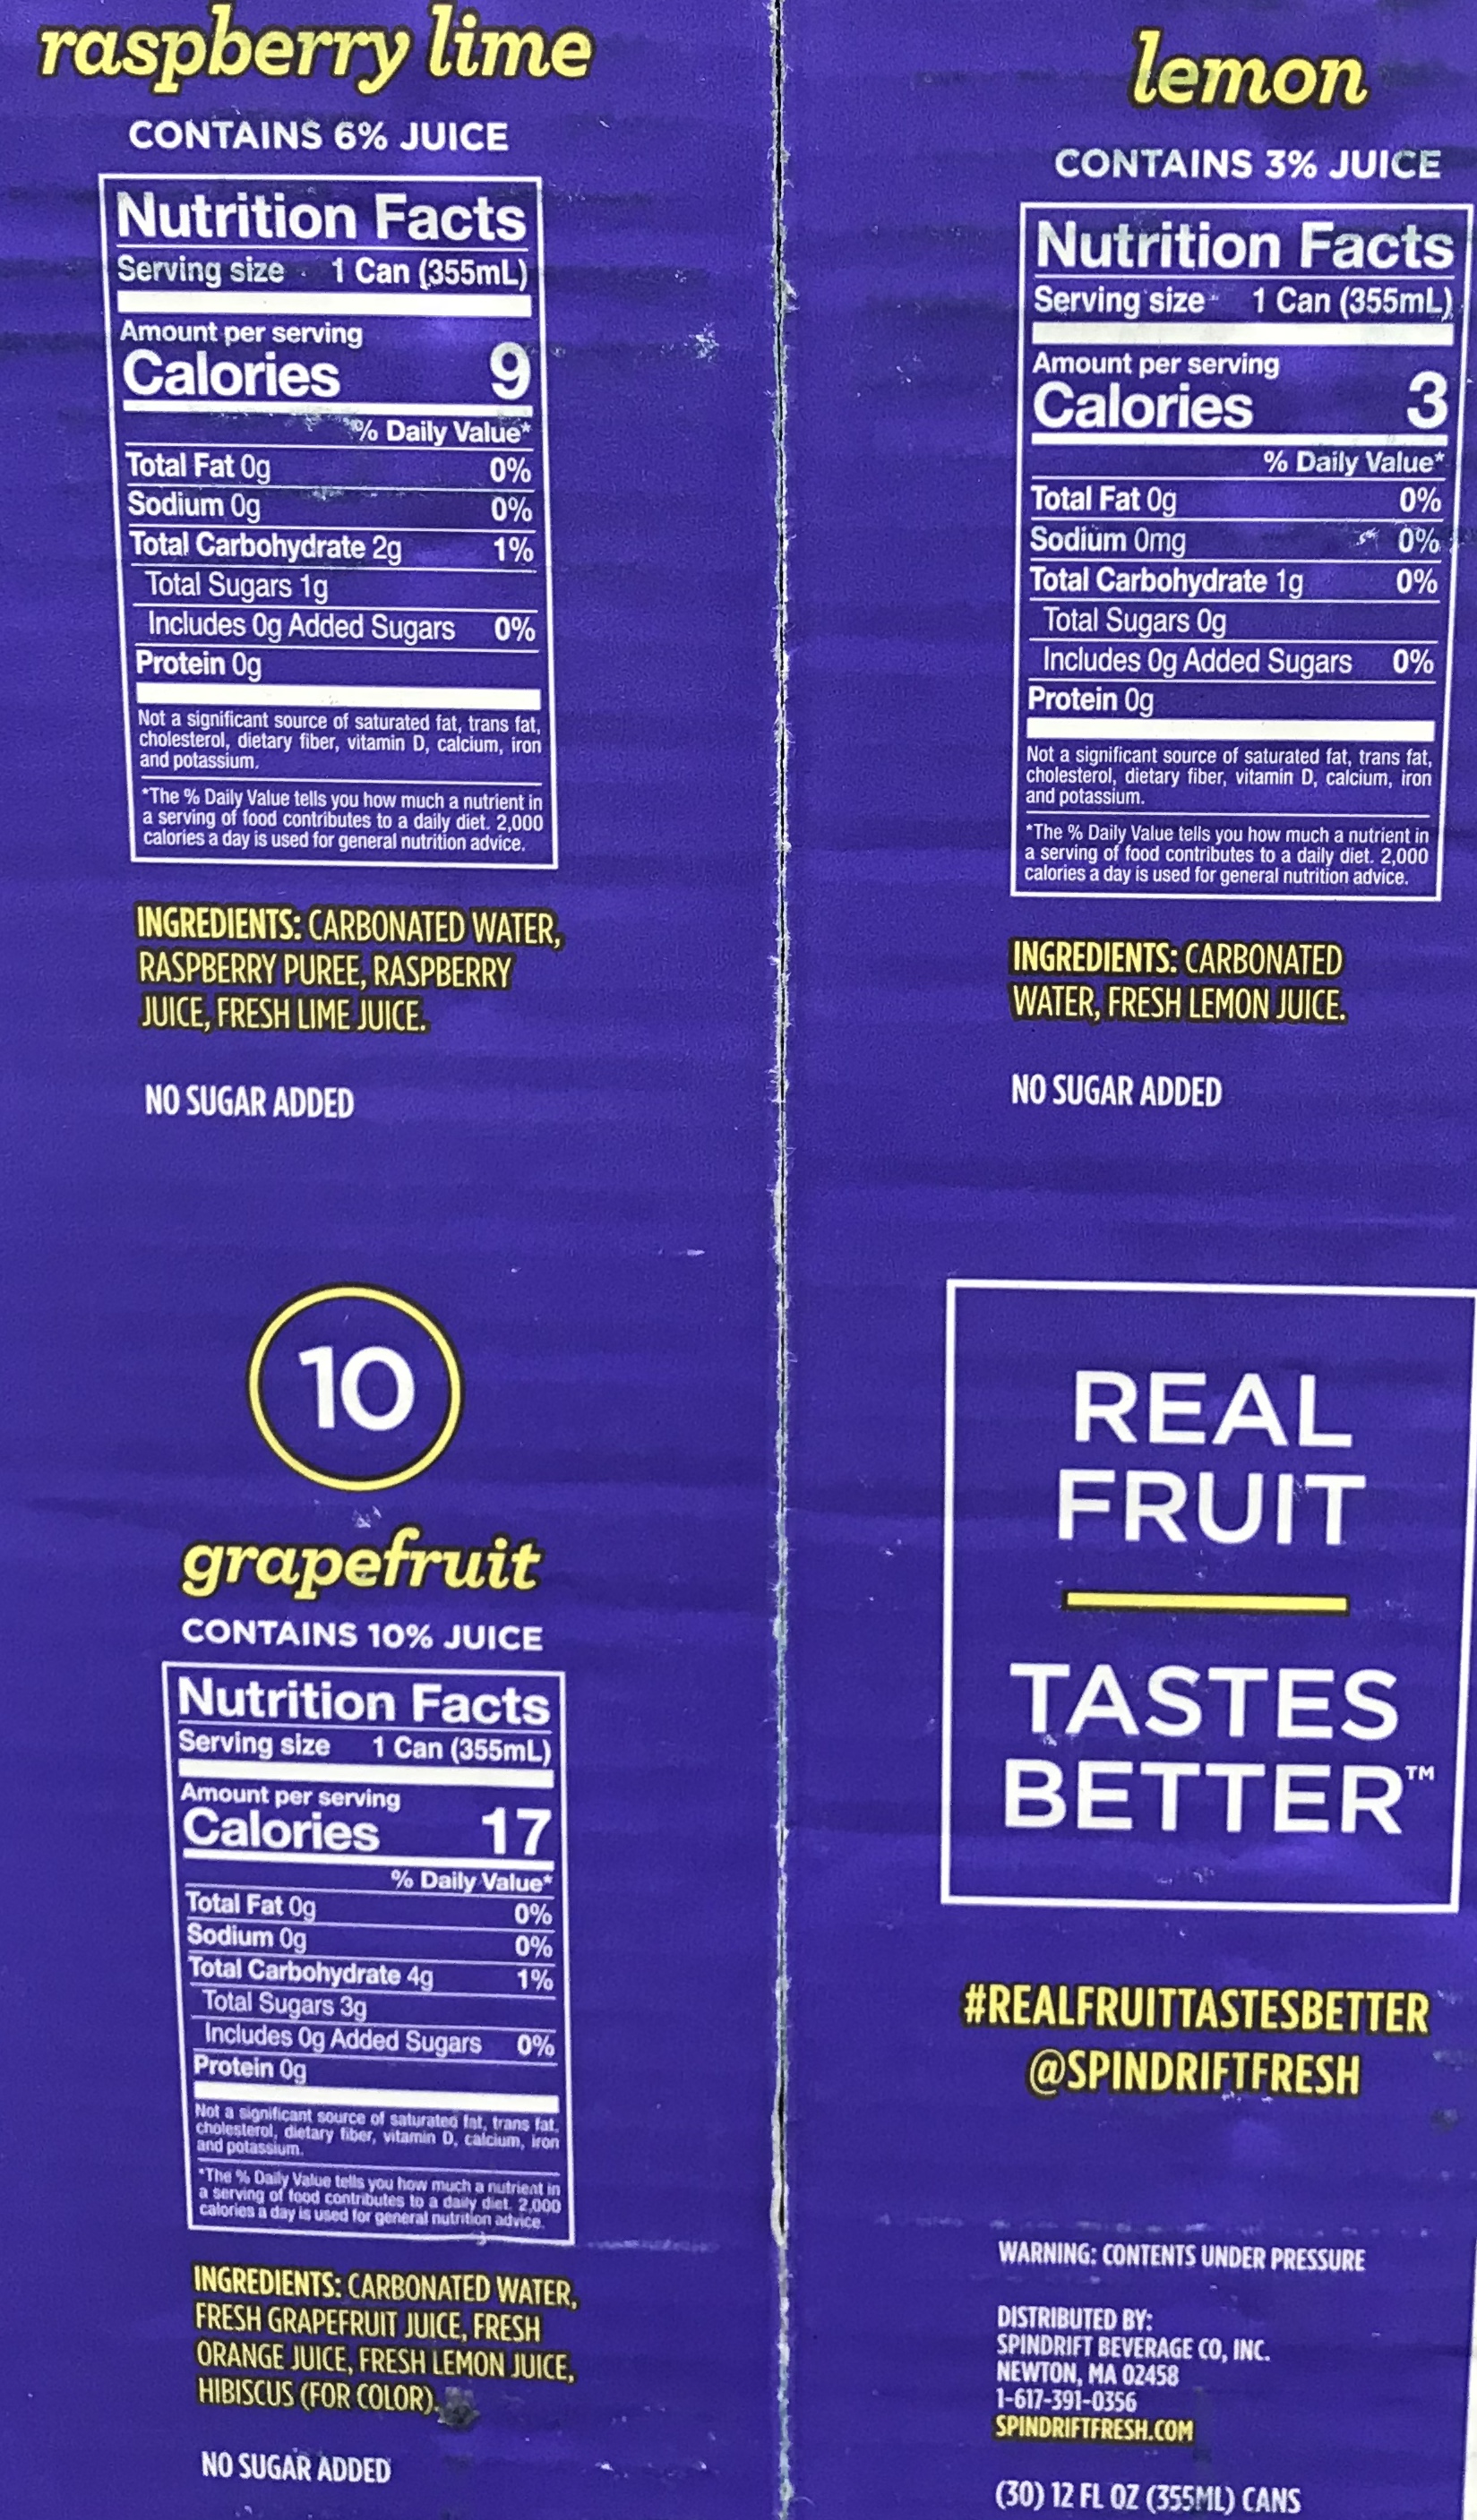 raspberry lime
CONTAINS 6% JUICE
Nutrition Facts
Serving size 1 Can (355mL)
Amount per serving
Calories 9
% Daily Value*
Total Fat 0g 0%
Sodium 0g 0%
Total Carbohydrate 2g 1%
Total Sugars 1g
Includes 0g Added Sugars 0%
Protein 0g
Not a significant source of saturated fat, trans fat,
cholesterol, dietary fiber, vitamin D, calcium, iron
and potassium.
*The % Daily Value tells you how much a nutrient in
a serving of food contributes to a daily diet. 2,000
calories a day is used for general nutrition advice.
INGREDIENTS: CARBONATED WATER,
RASPBERRY PUREE, RASPBERRY
JUICE, FRESH LIME JUICE.
NO SUGAR ADDED
10
grapefruit
CONTAINS 10% JUICE
Nutrition Facts
Serving size 1 Can (355mL)
Amount per serving
Calories 17
% Daily Value*
Total Fat 0g 0%
Sodium 0g 0%
Total Carbohydrate 4g 1%
Total Sugars 3g
Includes 0g Added Sugars 0%
Protein 0g
Not a significant source of saturated fat, trans fat,
cholesterol, dietary fiber, vitamin D, calcium, iron
and potassium.
*The % Daily Value tells you how much a nutrient in
a serving of food contributes to a daily diet. 2,000
calories a day is used for general nutrition advice.
INGREDIENTS: CARBONATED WATER,
FRESH GRAPEFRUIT JUICE, FRESH
ORANGE JUICE, FRESH LEMON JUICE,
HIBISCUS (FOR COLOR).
NO SUGAR ADDED
lemon
CONTAINS 3% JUICE
Nutrition Facts
Serving size 1 Can (355mL)
Amount per serving
Calories 3
% Daily Value*
Total Fat 0g 0%
Sodium 0mg 0%
Total Carbohydrate 1g 0%
Total Sugars 0g
Includes 0g Added Sugars 0%
Protein 0g
Not a significant source of saturated fat, trans fat,
cholesterol, dietary fiber, vitamin D, calcium, iron
and potassium.
*The % Daily Value tells you how much a nutrient in
a serving of food contributes to a daily diet. 2,000
calories a day is used for general nutrition advice.
INGREDIENTS: CARBONATED
WATER, FRESH LEMON JUICE.
NO SUGAR ADDED
REAL
FRUIT
TASTES
BETTER™
#REALFRUITTASTESBETTER
@SPINDRIFTFRESH
WARNING: CONTENTS UNDER PRESSURE
DISTRIBUTED BY:
SPINDRIFT BEVERAGE CO, INC.
NEWTON, MA 02458
1-617-391-0356
SPINDRIFTFRESH.COM
(30) 12 FL OZ (355ML) CANS